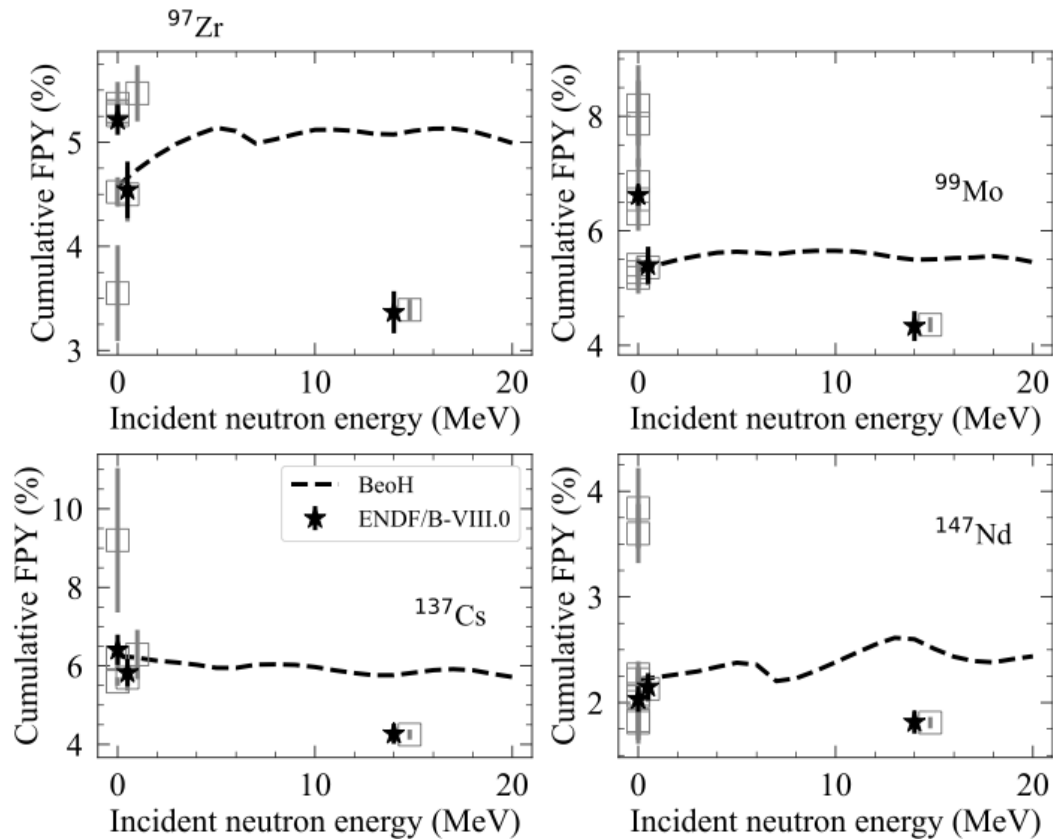 ⁹⁷Zr
Cumulative FPY (%)
5
4
3
0 10 20
Incident neutron energy (MeV)
Cumulative FPY (%)
8
6
4
⁹⁹Mo
0 10 20
Incident neutron energy (MeV)
Cumulative FPY (%)
10
8
6
4
BeoH
ENDF/B-VIII.0
¹³⁷Cs
0 10 20
Incident neutron energy (MeV)
Cumulative FPY (%)
4
3
2
¹⁴⁷Nd
0 10 20
Incident neutron energy (MeV)